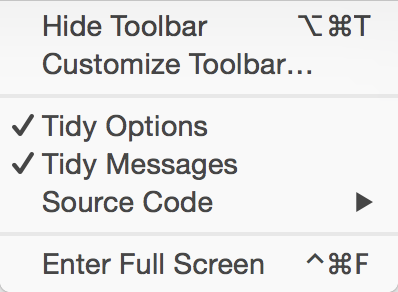 Hide Toolbar ⌥⌘T
Customize Toolbar…
✓ Tidy Options
✓ Tidy Messages
Source Code ▶
Enter Full Screen ^⌘F